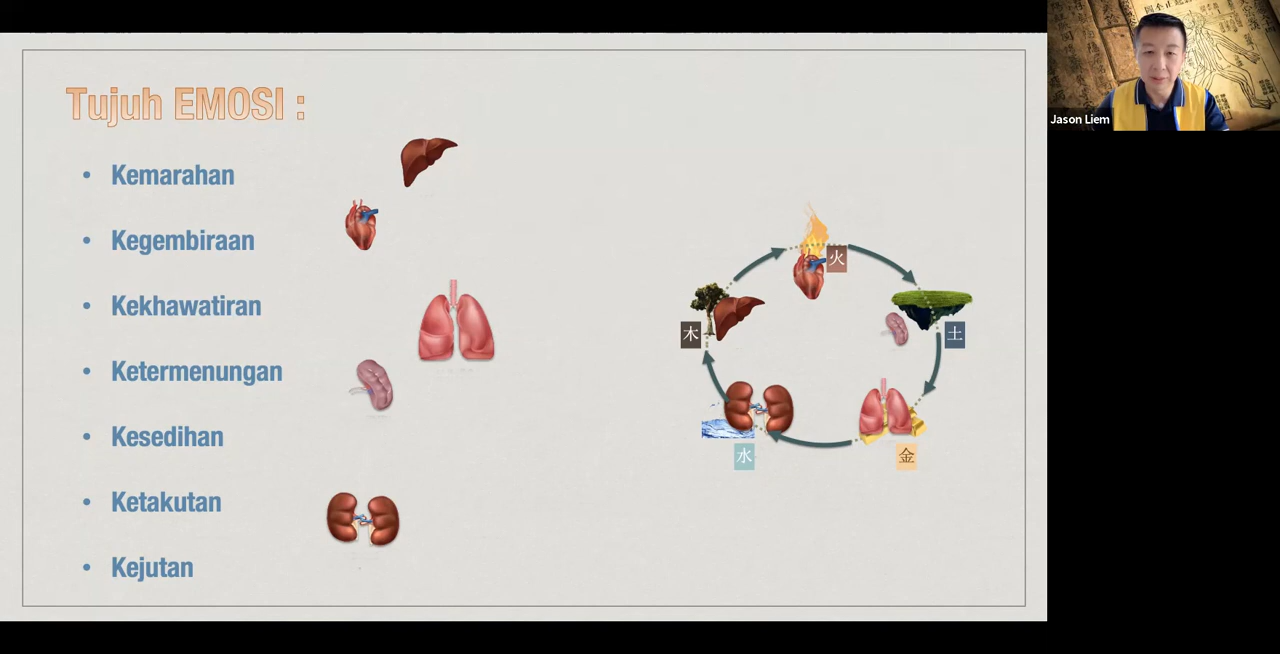 Tujuh EMOSI :
• Kemarahan
• Kegembiraan
• Kekhawatiran
• Ketermenungan
• Kesedihan
• Ketakutan
• Kejutan
火
木
土
水
金
Jason Liem